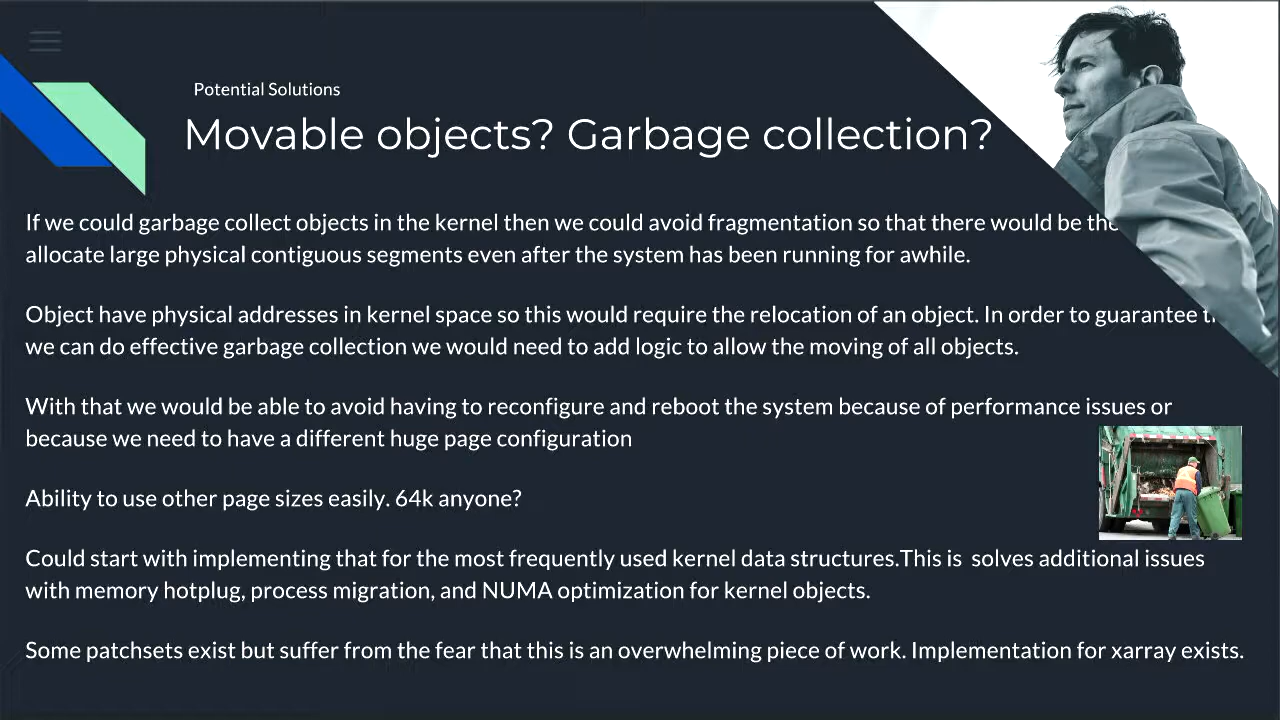 Potential Solutions
Movable objects? Garbage collection?
If we could garbage collect objects in the kernel then we could avoid fragmentation so that there would be
allocate large physical contiguous segments even after the system has been running for awhile.
Object have physical addresses in kernel space so this would require the relocation of an object. In order to guarantee
we can do effective garbage collection we would need to add logic to allow the moving of all objects.
With that we would be able to avoid having to reconfigure and reboot the system because of performance issues or
because we need to have a different huge page configuration
Ability to use other page sizes easily. 64k anyone?
Could start with implementing that for the most frequently used kernel data structures.This is solves additional issues
with memory hotplug, process migration, and NUMA optimization for kernel objects.
Some patchsets exist but suffer from the fear that this is an overwhelming piece of work. Implementation for xarray exists.